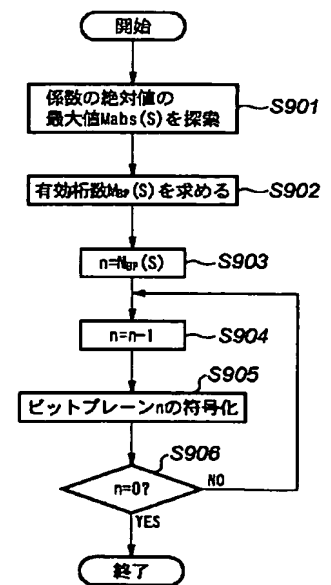 開始
係数の絶対値の
最大値Mabs(S)を探索
S901
有効桁数NBP(S)を求める
S902
n=NBP(S)
S903
n=n-1
S904
S905
ビットプレーンnの符号化
S906
n=0?
NO
YES
終了